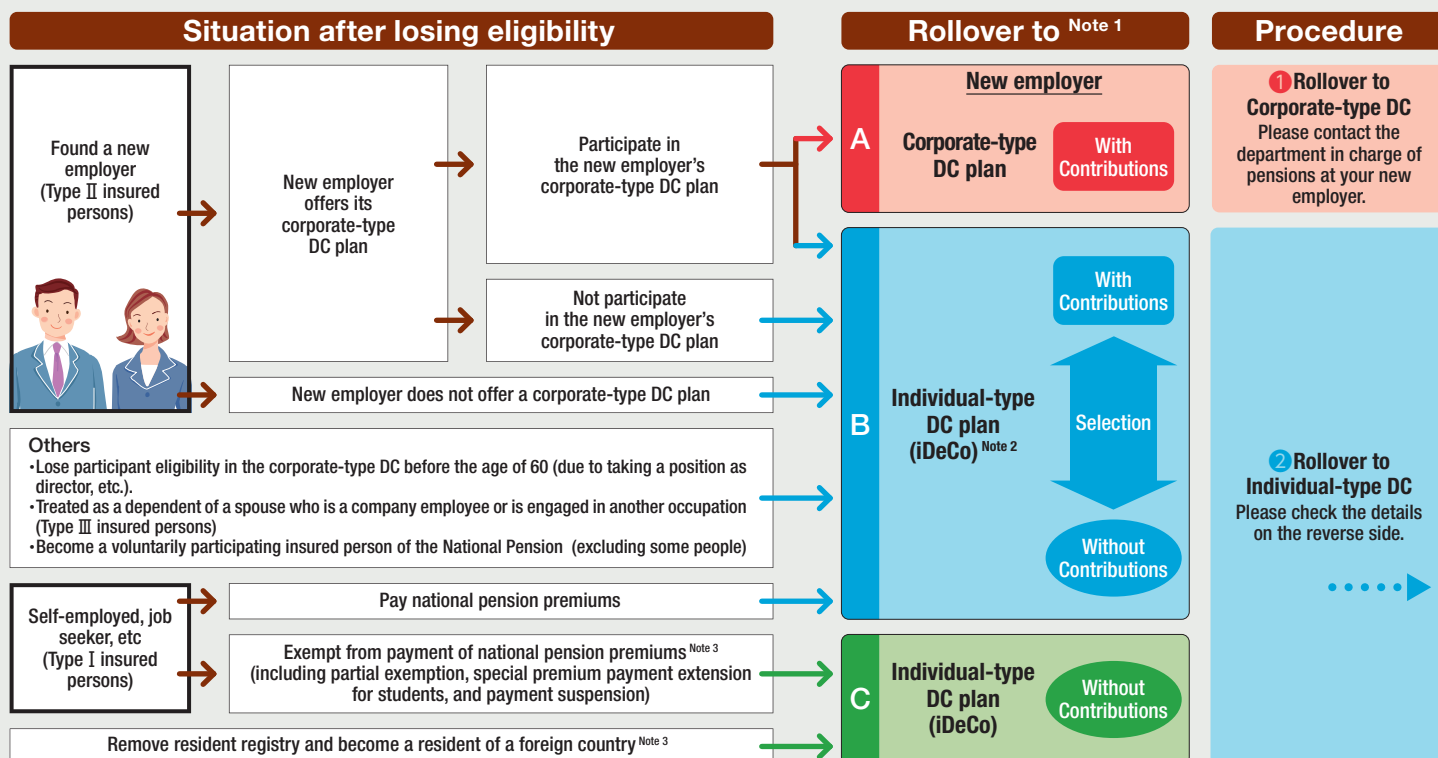 Situation after losing eligibility
Rollover to Note 1
Procedure
Found a new
employer
(Type Ⅱ insured
persons)
New employer
offers its
corporate-type
DC plan
Participate in
the new employer's
corporate-type DC plan
Not participate
in the new employer's
corporate-type DC plan
New employer does not offer a corporate-type DC plan
Others
・Lose participant eligibility in the corporate-type DC before the age of 60 (due to taking a position as
director, etc.).
・Treated as a dependent of a spouse who is a company employee or is engaged in another occupation
(Type Ⅲ insured persons)
・Become a voluntarily participating insured person of the National Pension (excluding some people)
Self-employed, job
seeker, etc
(Type Ⅰ insured
persons)
Pay national pension premiums
Exempt from payment of national pension premiums Note 3
(including partial exemption, special premium payment extension
for students, and payment suspension)
Remove resident registry and become a resident of a foreign country Note 3
A
New employer
Corporate-type
DC plan
With
Contributions
B
Individual-type
DC plan
(iDeCo) Note 2
With
Contributions
Selection
Without
Contributions
C
Individual-type
DC plan
(iDeCo)
Without
Contributions
① Rollover to
Corporate-type DC
Please contact the
department in charge of
pensions at your new
employer.
② Rollover to
Individual-type DC
Please check the details
on the reverse side.